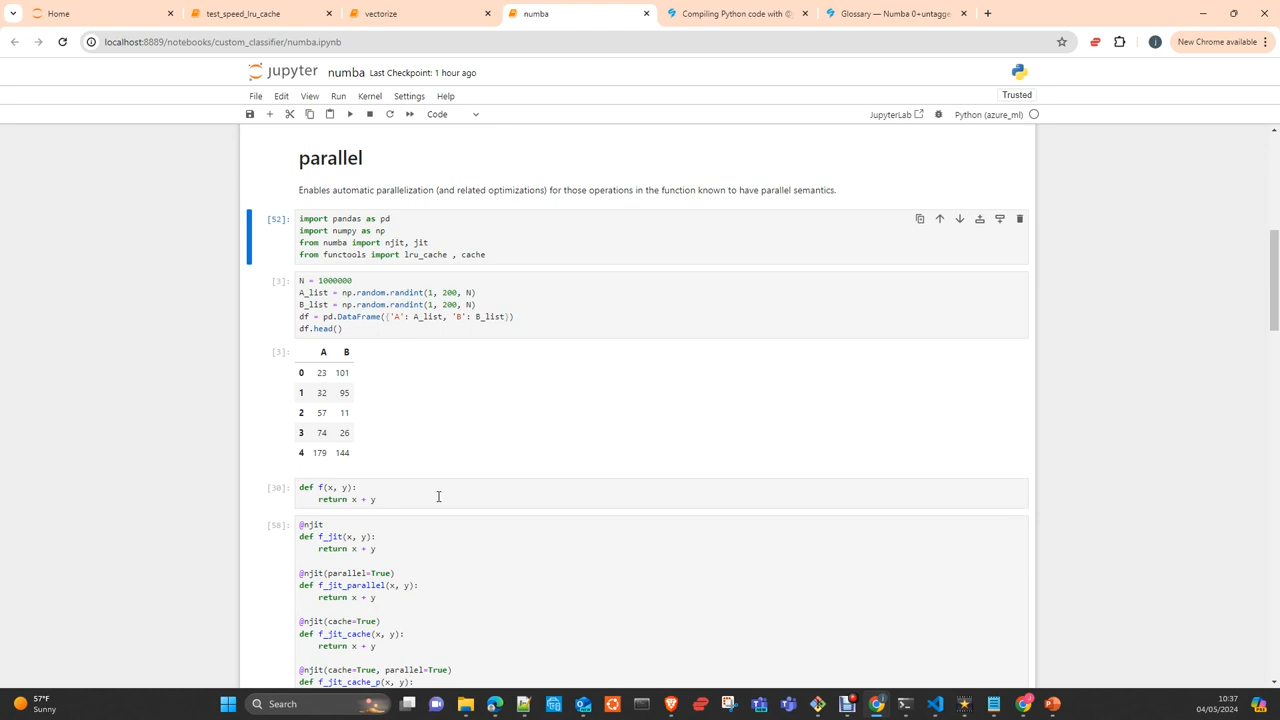 Home
test_speed_lru_cache
vectorize
numba
Compiling Python code with @
Glossary — Numba 0+untagge
localhost:8889/notebooks/custom_classifier/numba.ipynb
New Chrome available
jupyter numba Last Checkpoint: 1 hour ago
File Edit View Run Kernel Settings Help
Trusted
Code
JupyterLab
Python (azure_ml)
parallel
Enables automatic parallelization (and related optimizations) for those operations in the function known to have parallel semantics.
[52]: import pandas as pd
import numpy as np
from numba import njit, jit
from functools import lru_cache , cache
[3]: N = 1000000
A_list = np.random.randint(1, 200, N)
B_list = np.random.randint(1, 200, N)
df = pd.DataFrame({'A': A_list, 'B': B_list})
df.head()
[3]: A B
0 23 101
1 32 95
2 57 11
3 74 26
4 179 144
[30]: def f(x, y):
return x + y
[58]: @njit
def f_jit(x, y):
return x + y
@njit(parallel=True)
def f_jit_parallel(x, y):
return x + y
@njit(cache=True)
def f_jit_cache(x, y):
return x + y
@njit(cache=True, parallel=True)
def f_jit_cache_p(x, y):
57°F
Sunny
Search
10:37
04/05/2024